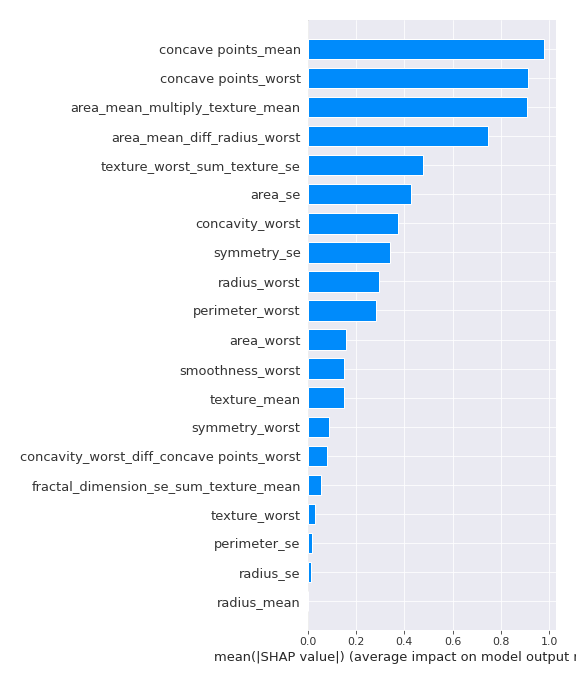 concave points_mean
concave points_worst
area_mean_multiply_texture_mean
area_mean_diff_radius_worst
texture_worst_sum_texture_se
area_se
concavity_worst
symmetry_se
radius_worst
perimeter_worst
area_worst
smoothness_worst
texture_mean
symmetry_worst
concavity_worst_diff_concave points_worst
fractal_dimension_se_sum_texture_mean
texture_worst
perimeter_se
radius_se
radius_mean
0.0 0.2 0.4 0.6 0.8 1.0
mean(|SHAP value|) (average impact on model output